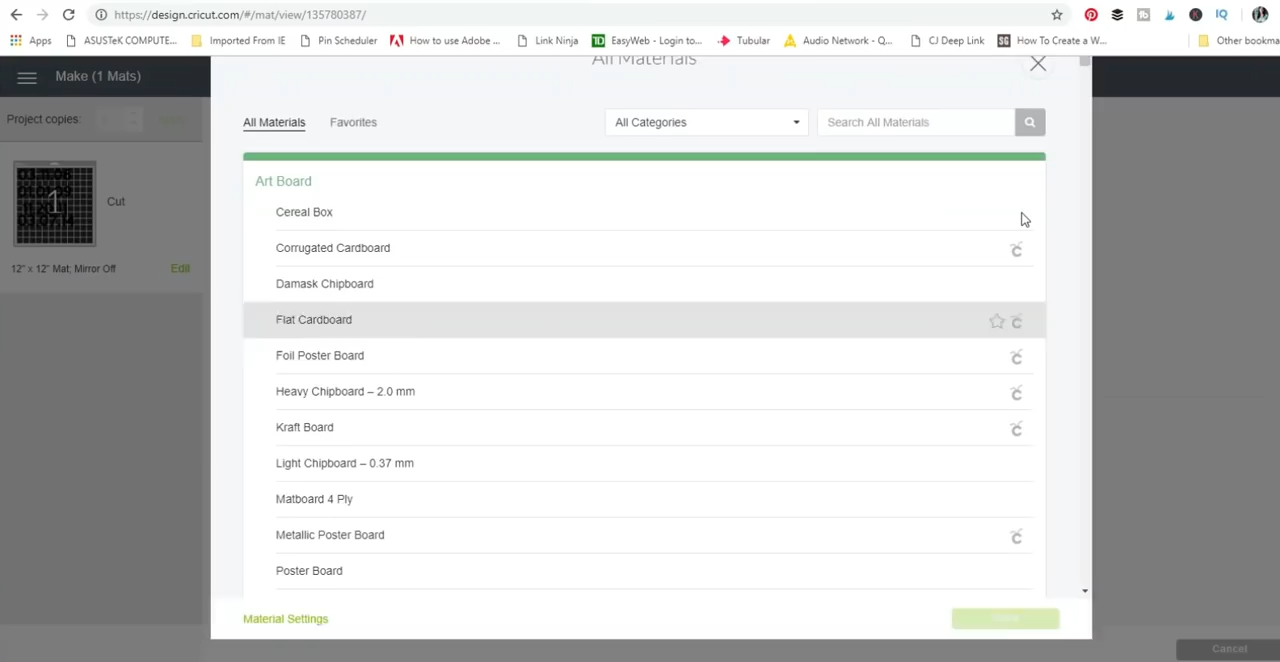 https://design.cricut.com/#/mat/view/135780387/
Apps
ASUSTeK COMPUTE...
Imported From IE
Pin Scheduler
How to use Adobe ...
Link Ninja
EasyWeb - Login to...
Tubular
Audio Network - Q...
CJ Deep Link
How To Create a W...
Other bookma
Make (1 Mats)
All Materials
Project copies:
All Materials
Favorites
All Categories
Search All Materials
Art Board
Cereal Box
Corrugated Cardboard
Damask Chipboard
Flat Cardboard
Foil Poster Board
Heavy Chipboard – 2.0 mm
Kraft Board
Light Chipboard – 0.37 mm
Matboard 4 Ply
Metallic Poster Board
Poster Board
1
Cut
12" x 12" Mat; Mirror Off
Edit
Material Settings
Cancel